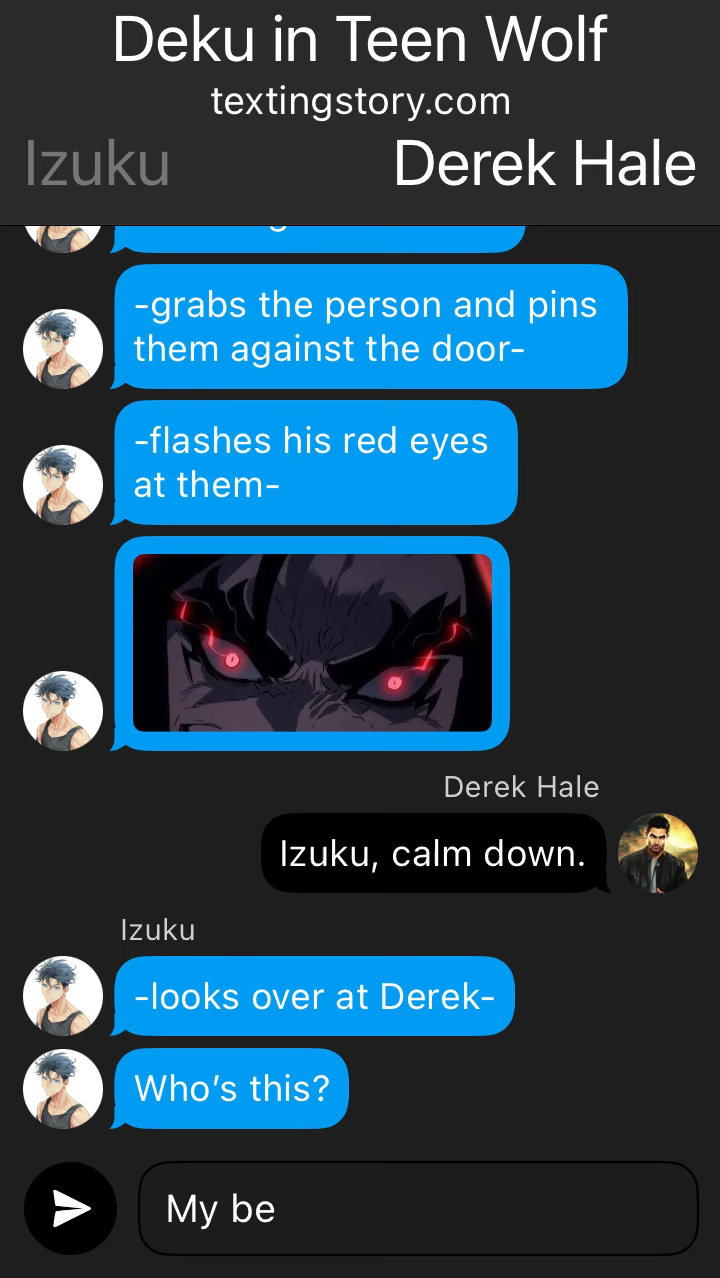 Deku in Teen Wolf
textingstory.com
Izuku
Derek Hale
-grabs the person and pins
them against the door-
-flashes his red eyes
at them-
Derek Hale
Izuku, calm down.
Izuku
-looks over at Derek-
Who’s this?
My be